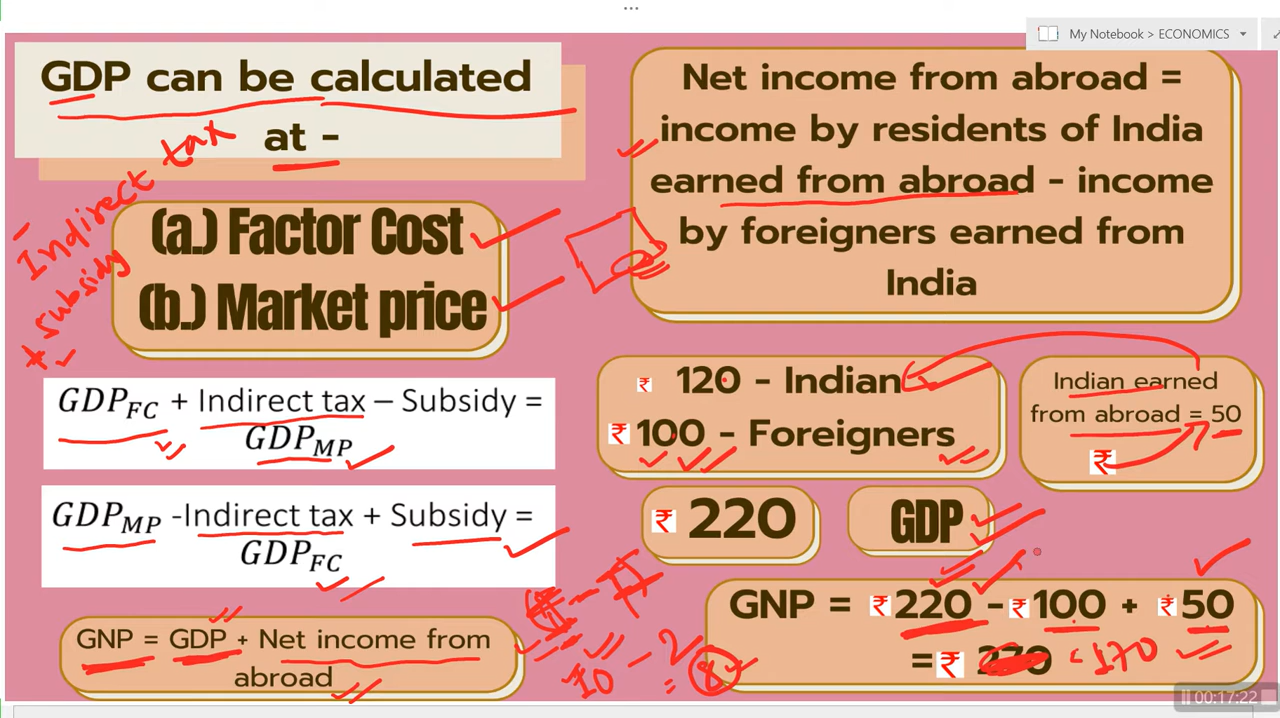 My Notebook > ECONOMICS
GDP can be calculated
at -
Indirect tax
+ subsidy
(a.) Factor Cost
(b.) Market price
GDP_FC + Indirect tax − Subsidy =
GDP_MP
GDP_MP -Indirect tax + Subsidy =
GDP_FC
GNP = GDP + Net income from
abroad
10 - 2
= 8
Net income from abroad =
income by residents of India
earned from abroad - income
by foreigners earned from
India
₹ 120 - Indian
₹ 100 - Foreigners
Indian earned
from abroad = 50
₹
₹ 220
GDP
GNP = ₹ 220 - ₹ 100 + ₹ 50
= ₹ 170
00:17:22